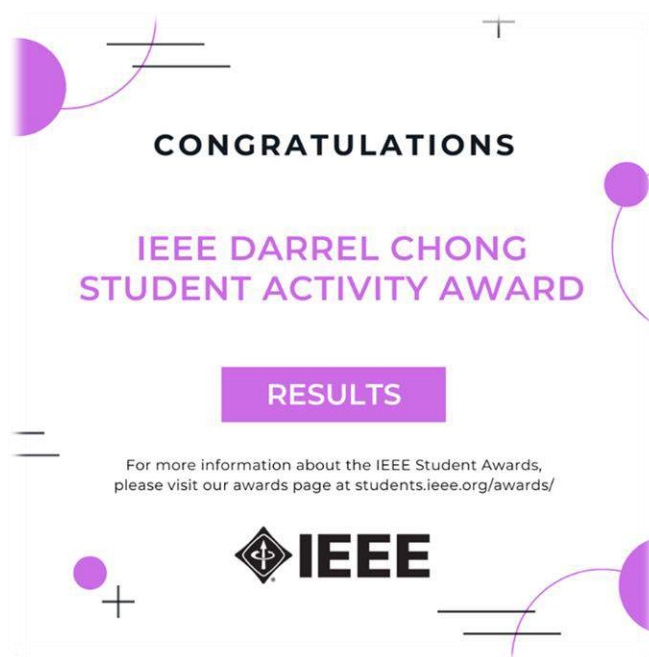 CONGRATULATIONS
IEEE DARREL CHONG
STUDENT ACTIVITY AWARD
RESULTS
For more information about the IEEE Student Awards,
please visit our awards page at students.ieee.org/awards/
IEEE